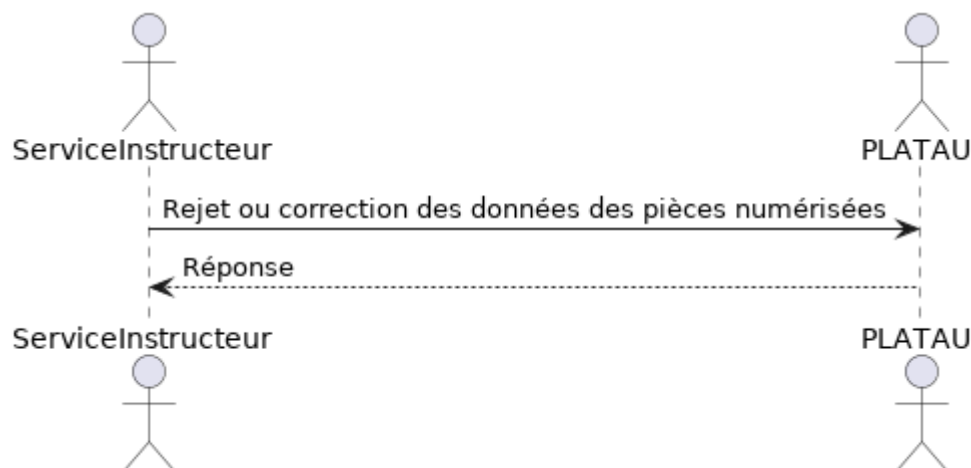 ServiceInstructeur PLATAU
Rejet ou correction des données des pièces numérisées
Réponse
ServiceInstructeur PLATAU